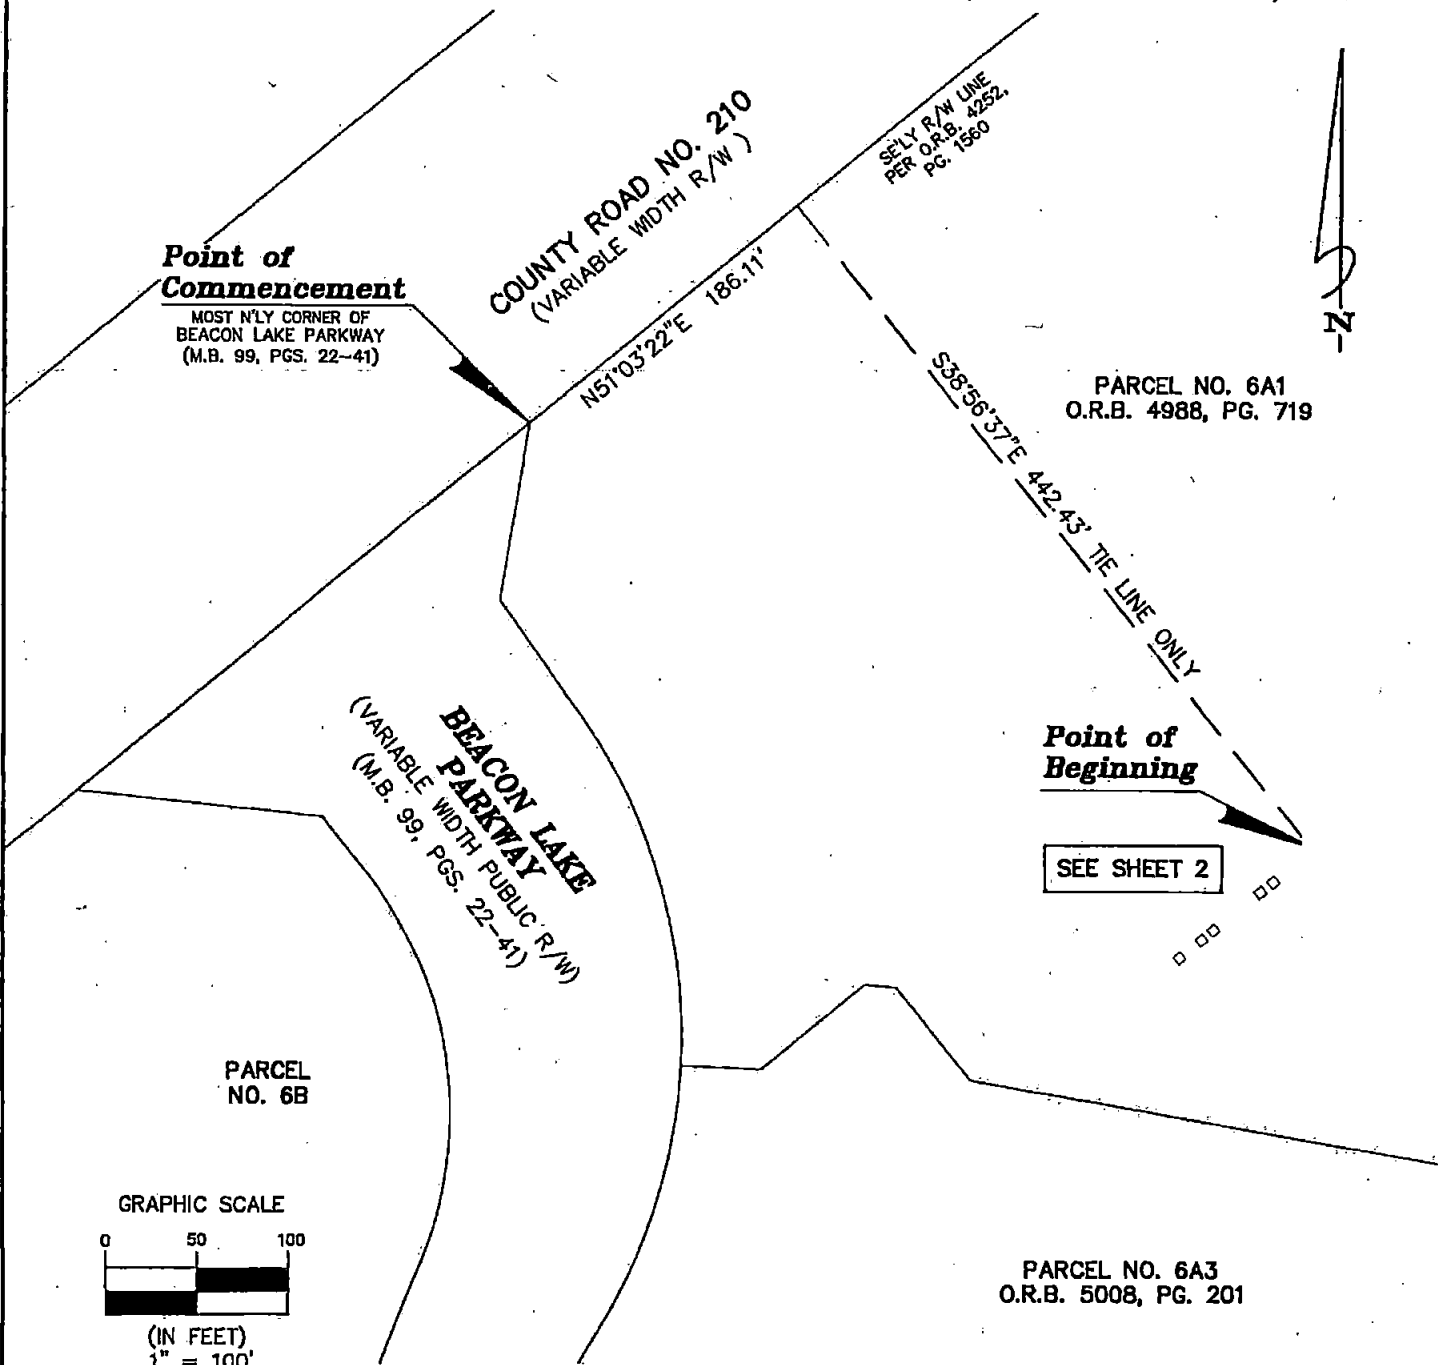 COUNTY ROAD NO. 210
(VARIABLE WIDTH R/W )
SE'LY R/W LINE
PER O.R.B. 4252,
PG. 1560
Point of
Commencement
MOST N'LY CORNER OF
BEACON LAKE PARKWAY
(M.B. 99, PGS. 22-41)
N51°03'22"E 186.11'
N
S38°56'37"E 442.43' TIE LINE ONLY
PARCEL NO. 6A1
O.R.B. 4988, PG. 719
BEACON LAKE
PARKWAY
(VARIABLE WIDTH PUBLIC R/W)
(M.B. 99, PGS. 22-41)
Point of
Beginning
SEE SHEET 2
PARCEL
NO. 6B
GRAPHIC SCALE
0 50 100
(IN FEET)
1" = 100'
PARCEL NO. 6A3
O.R.B. 5008, PG. 201